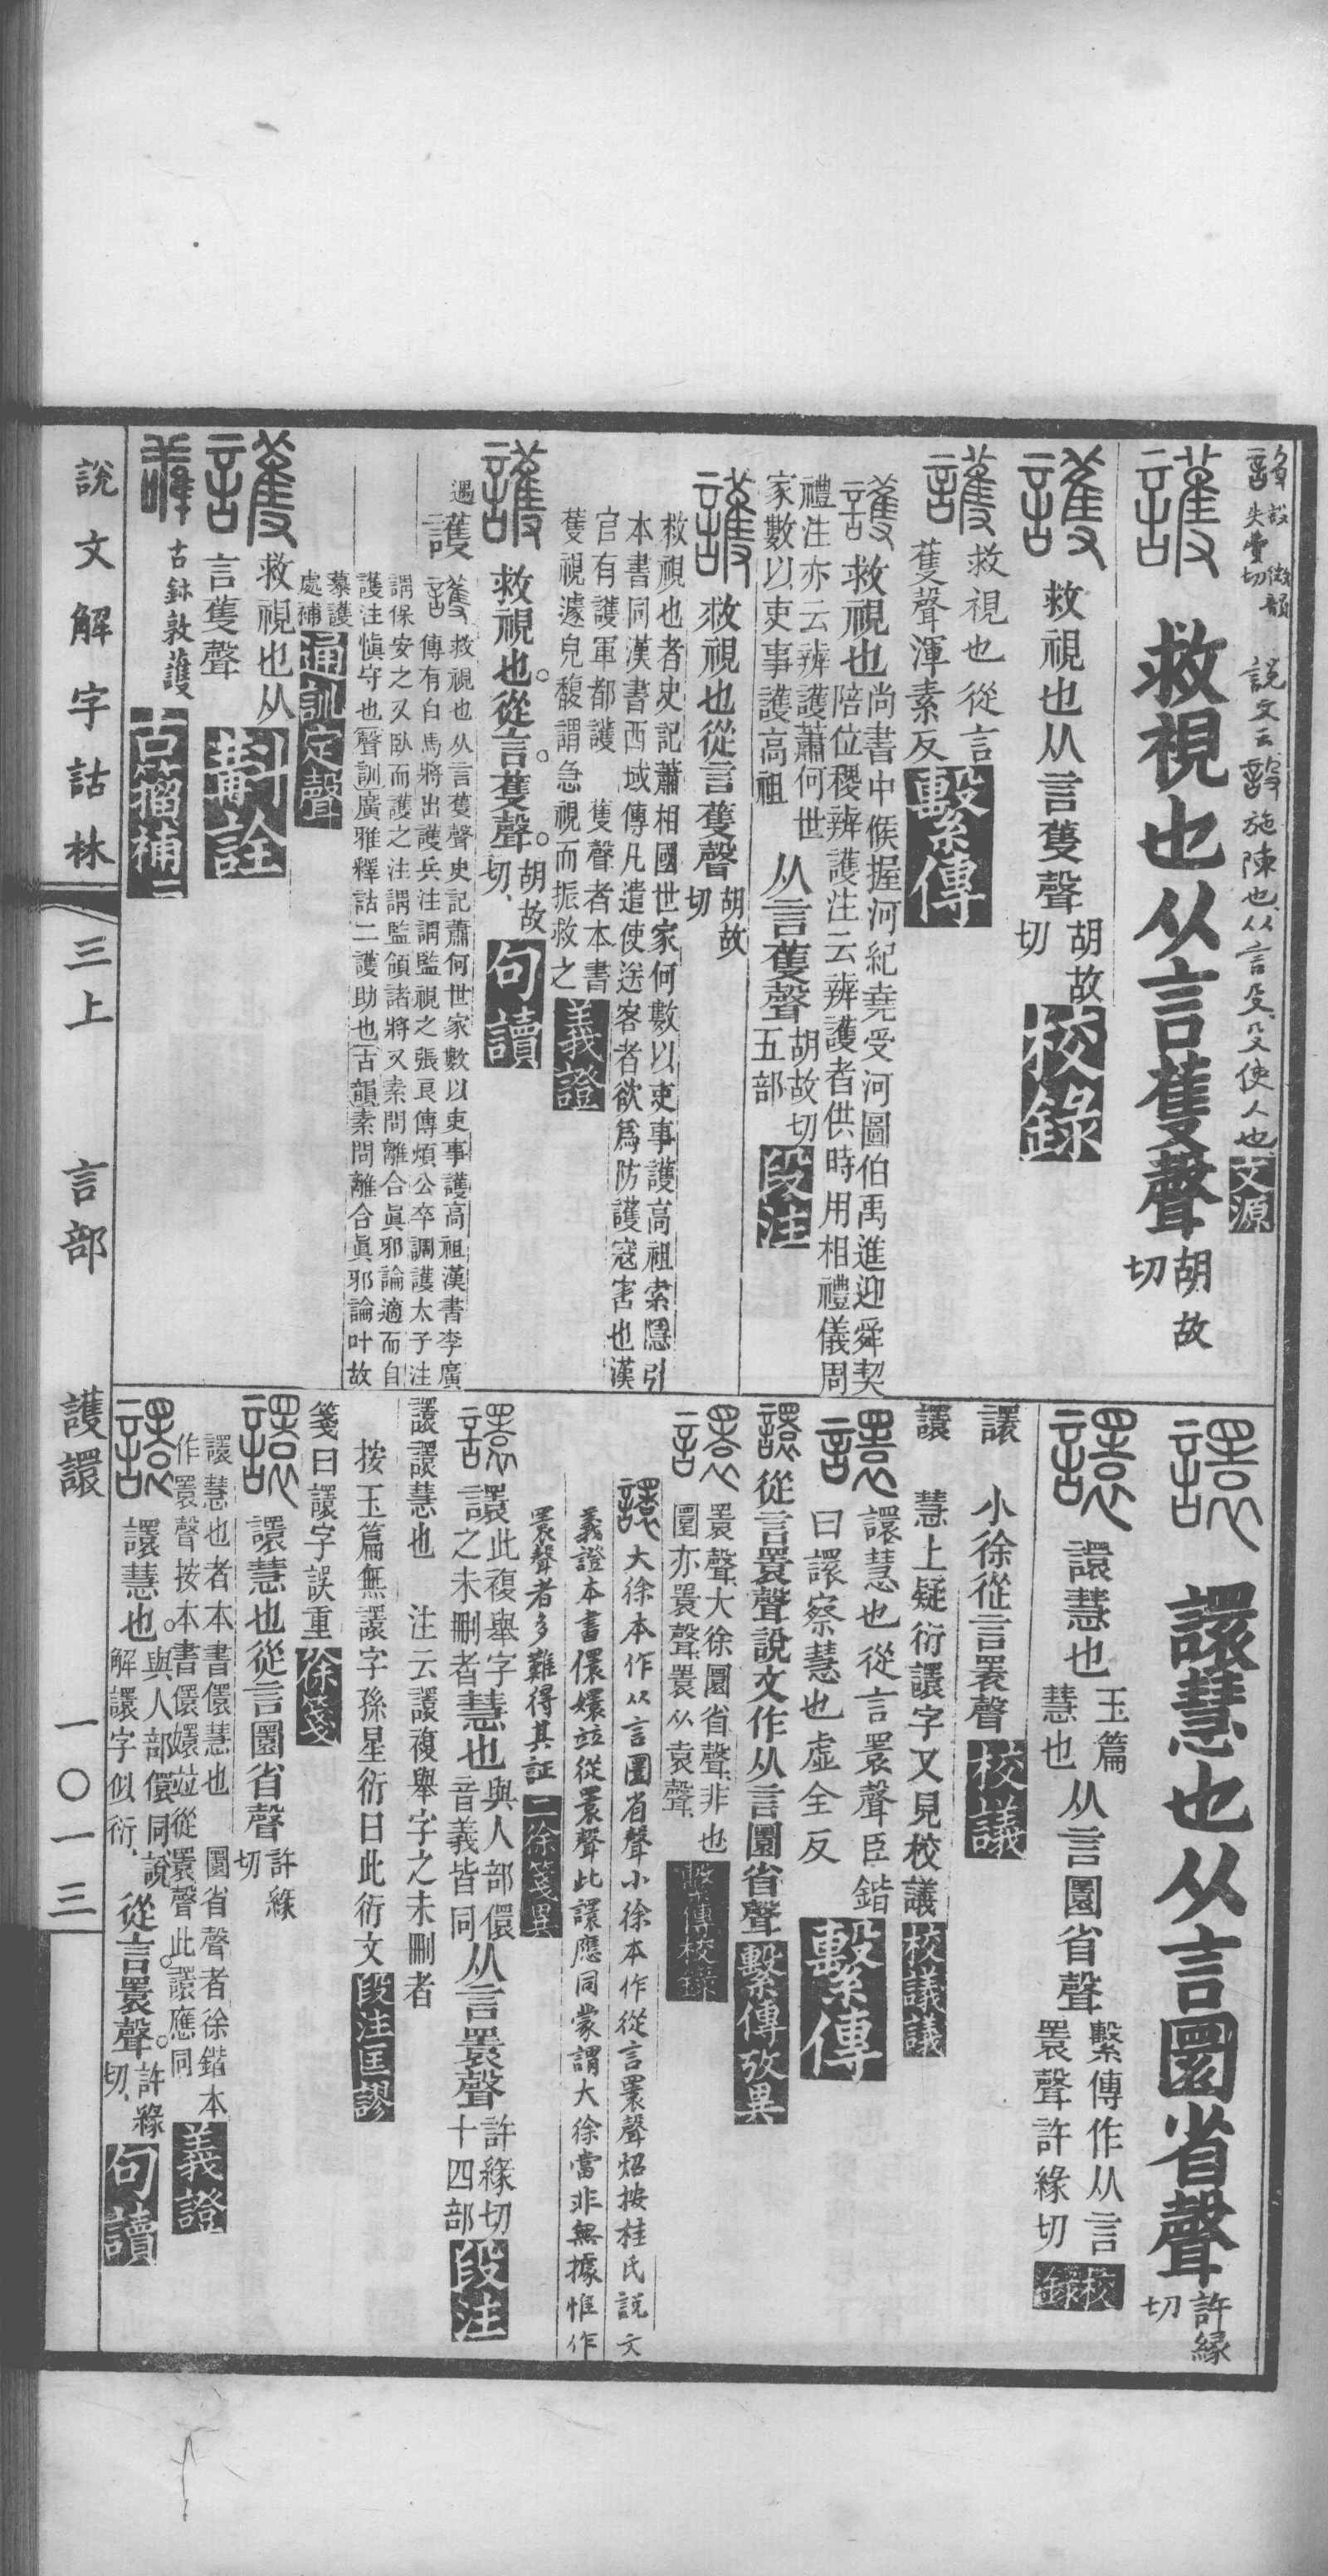 設 施隻切 微韻 說文云設施陳也从言殳殳使人也 文源
護 救視也从言蒦聲 胡故切
護 救視也从言蒦聲 胡故切 校錄
護 救視也從言
蒦聲渾素反 繫傳
護 救視也 尚書中候握河紀堯受河圖伯禹進迎舜契
陪位稷辨護注云辨護者供時用相禮儀周
禮注亦云辨護蕭何世
家數以吏事護高祖 从言蒦聲 胡故切五部 段注
護 救視也從言蒦聲 胡故切
救視也者史記蕭相國世家何數以吏事護高祖索隱引
本書同漢書西域傳凡遣使送客者欲爲防護寇害也漢
官有護軍都護 蒦聲者本書
蒦視遽皃馥謂急視而振救之 義證
護 救視也。從言。蒦聲。 胡故切、 句讀
護 護 救視也从言蒦聲史記蕭何世家數以吏事護高祖漢書李廣
傳有白馬將出護兵注謂監視之張良傳煩公卒調護太子注
謂保安之又臥而護之注謂監領諸將又素問離合眞邪論適而自
護注愼守也聲訓廣雅釋詁二護助也古韻素問離合眞邪論叶故
慕護
處補 通訓定聲
護 救視也从
言蒦聲 斠詮
古鉥敦護 古籀補二
譞 譞慧也从言圜省聲 許緣切
譞 譞慧也 玉篇慧也 从言圜省聲 繫傳作从言睘聲許緣切 校錄
譞 小徐從言睘聲 校議
譞 慧上疑衍譞字又見校議 校議議
譞 譞慧也從言睘聲臣鍇
曰譞察慧也虛全反 繫傳
譞 從言睘聲說文作从言圜省聲 繫傳攷異
譞 睘聲、大徐圜省聲、非也
圜亦睘聲、睘从袁聲、 繫傳校錄
譞 大徐本作从言圜省聲小徐本作從言睘聲炤按桂氏說文
義證本書儇嬛竝從睘聲此譞應同蒙謂大徐當非無據惟作
睘聲者多難得其証 二徐箋異
譞 譞 此複舉字之未刪者 慧也 與人部儇音義皆同 从言睘聲 許緣切十四部 段注
譞譞慧也 注云譞複舉字之未刪者
按玉篇無譞字孫星衍曰此衍文 段注匡謬
箋曰譞字誤重 徐箋
譞 譞慧也從言圜省聲 許緣切
譞慧也者本書儇慧也 圜省聲者徐鍇本
作睘聲按本書儇嬛竝從睘聲此譞應同 義證
譞 譞慧也。 與人部儇同說解譞字似衍、 從言。睘聲。 許緣切、 句讀
說文解字詁林 三上 言部 護譞 一〇一三